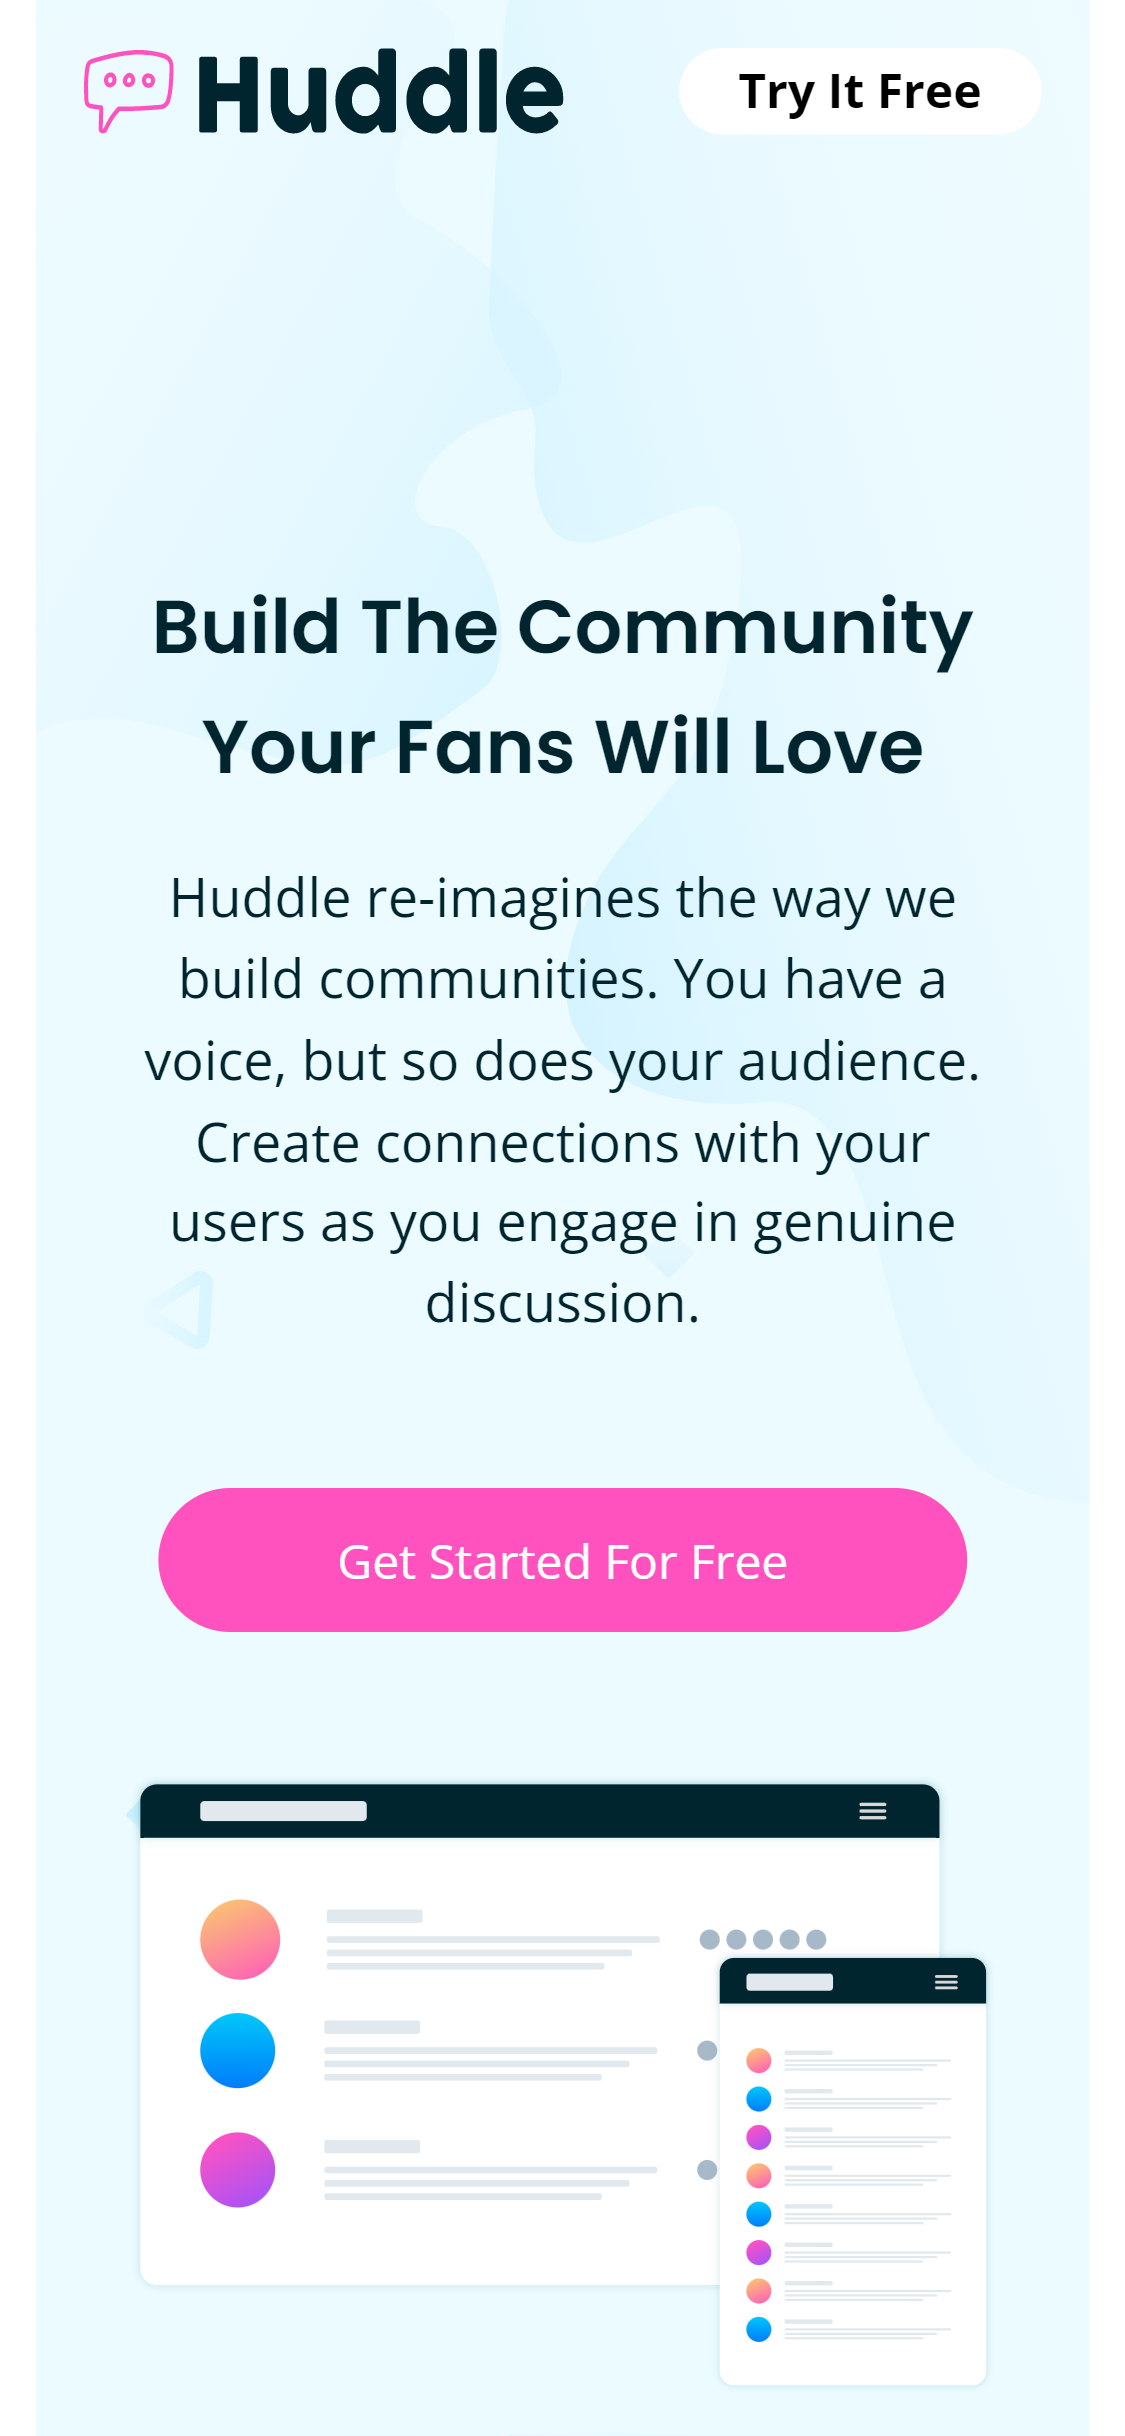 Huddle
Try It Free
Build The Community
Your Fans Will Love
Huddle re-imagines the way we
build communities. You have a
voice, but so does your audience.
Create connections with your
users as you engage in genuine
discussion.
Get Started For Free